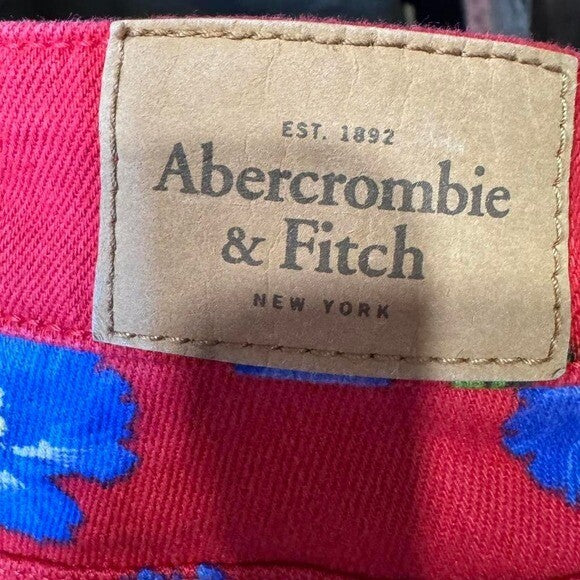 EST. 1892
Abercrombie
& Fitch
NEW YORK